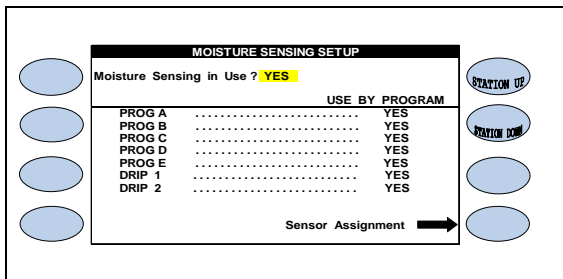 MOISTURE SENSING SETUP
Moisture Sensing in Use ? YES
STATION UP
USE BY PROGRAM
PROG A .......................... YES
STATION DOWN
PROG B .......................... YES
PROG C .......................... YES
PROG D .......................... YES
PROG E .......................... YES
DRIP 1 .......................... YES
DRIP 2 .......................... YES
Sensor Assignment